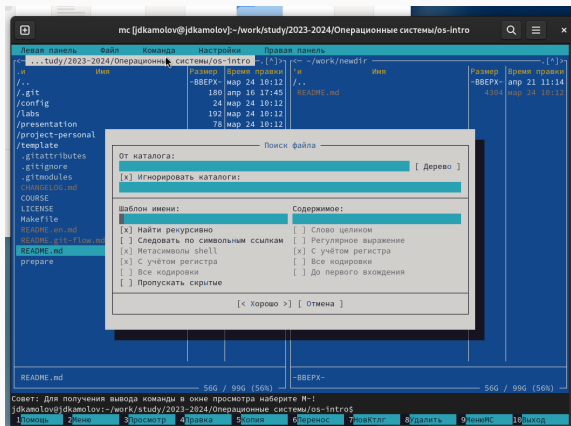 mc [jdkamolov@jdkamolov]:~/work/study/2023-2024/Операционные системы/os-intro
Левая панель Файл Команда Настройки Правая панель
<— ...tudy/2023-2024/Операционные системы/os-intro —.[^]>
.и Имя Размер Время правки
/.. -ВВЕРХ- мар 24 10:12
/.git 180 апр 16 17:45
/config 24 мар 24 10:12
/labs 192 мар 24 10:12
/presentation 78 мар 24 10:12
/project-personal
/template
.gitattributes
.gitignore
.gitmodules
CHANGELOG.md
COURSE
LICENSE
Makefile
README.en.md
README.git-flow.md
README.md
prepare
README.md
56G / 99G (56%)
<— ~/work/newdir —.[^]>
'и Имя Размер Время правки
/.. -ВВЕРХ- апр 21 11:14
README.md 4304 мар 24 10:12
-ВВЕРХ-
56G / 99G (56%)
Поиск файла
От каталога:
[ Дерево ]
[x] Игнорировать каталоги:
Шаблон имени: Содержимое:
[x] Найти рекурсивно [ ] Слово целиком
[ ] Следовать по символьным ссылкам [ ] Регулярное выражение
[x] Метасимволы shell [x] С учётом регистра
[x] С учётом регистра [ ] Все кодировки
[ ] Все кодировки [ ] До первого вхождения
[ ] Пропускать скрытые
[< Хорошо >] [ Отмена ]
Совет: Для получения вывода команды в окне просмотра наберите M-!
jdkamolov@jdkamolov:~/work/study/2023-2024/Операционные системы/os-intro$
1Помощь 2Меню 3Просмотр 4Правка 5Копия 6Перенос 7НовКтлг 8Удалить 9МенюMC 10Выход